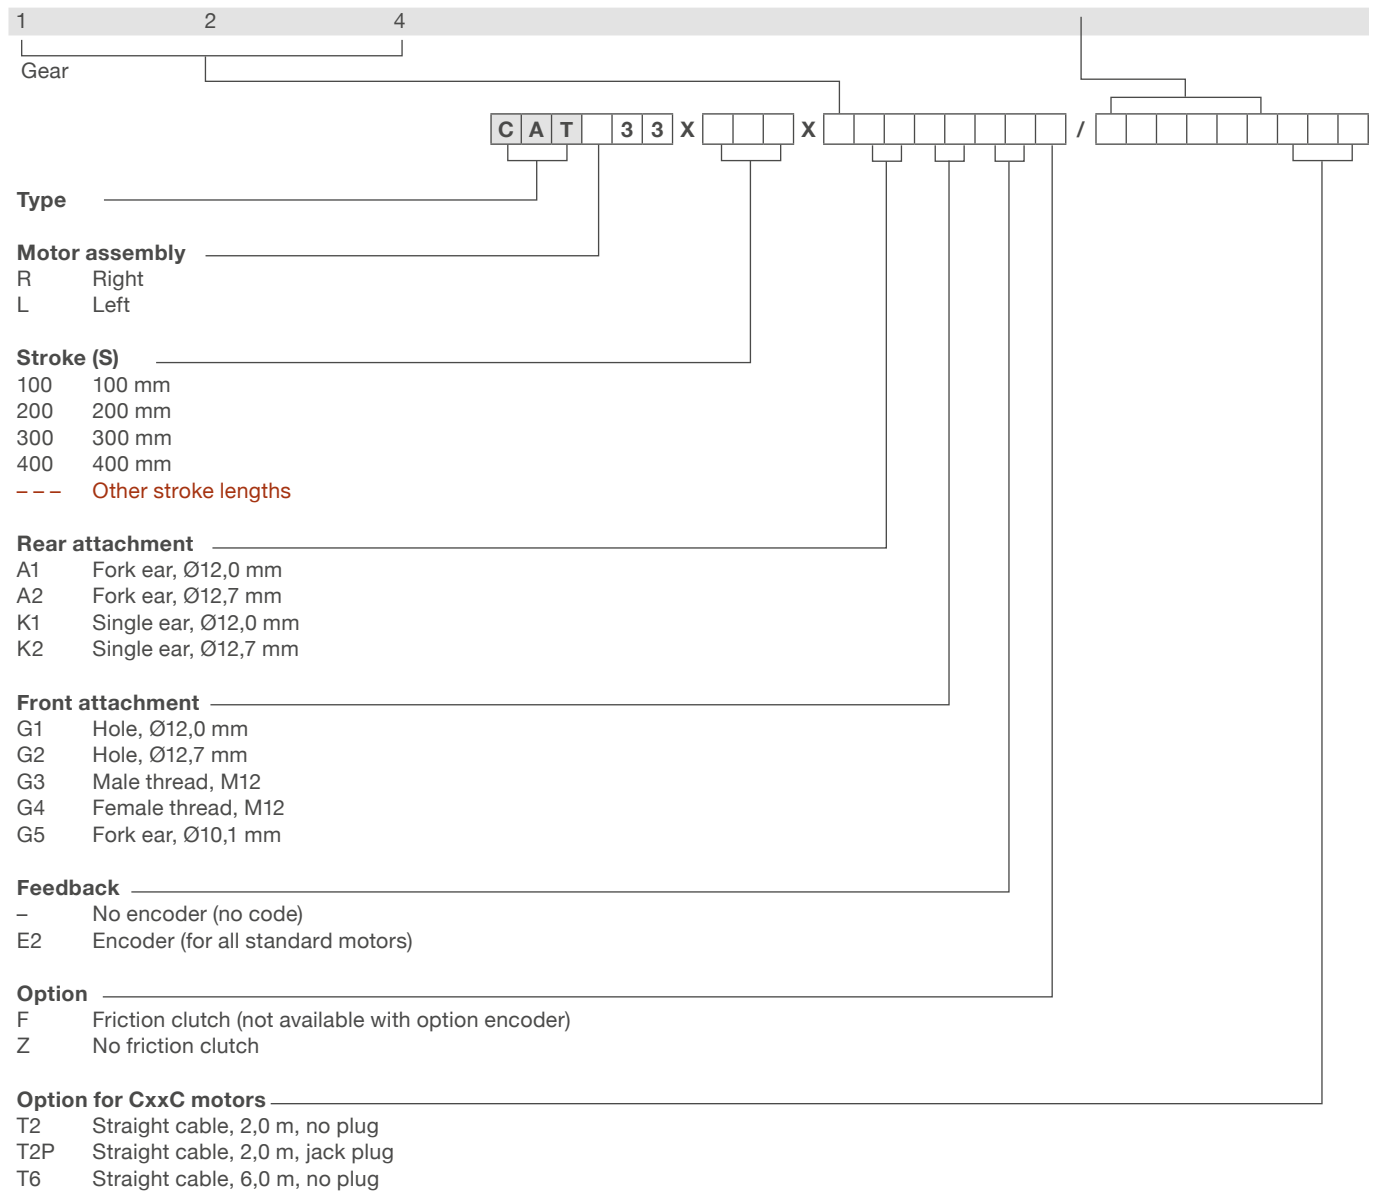 1 2 4
Gear
C A T 3 3 X X /
Type
Motor assembly
R Right
L Left
Stroke (S)
100 100 mm
200 200 mm
300 300 mm
400 400 mm
– – – Other stroke lengths
Rear attachment
A1 Fork ear, Ø12,0 mm
A2 Fork ear, Ø12,7 mm
K1 Single ear, Ø12,0 mm
K2 Single ear, Ø12,7 mm
Front attachment
G1 Hole, Ø12,0 mm
G2 Hole, Ø12,7 mm
G3 Male thread, M12
G4 Female thread, M12
G5 Fork ear, Ø10,1 mm
Feedback
– No encoder (no code)
E2 Encoder (for all standard motors)
Option
F Friction clutch (not available with option encoder)
Z No friction clutch
Option for CxxC motors
T2 Straight cable, 2,0 m, no plug
T2P Straight cable, 2,0 m, jack plug
T6 Straight cable, 6,0 m, no plug